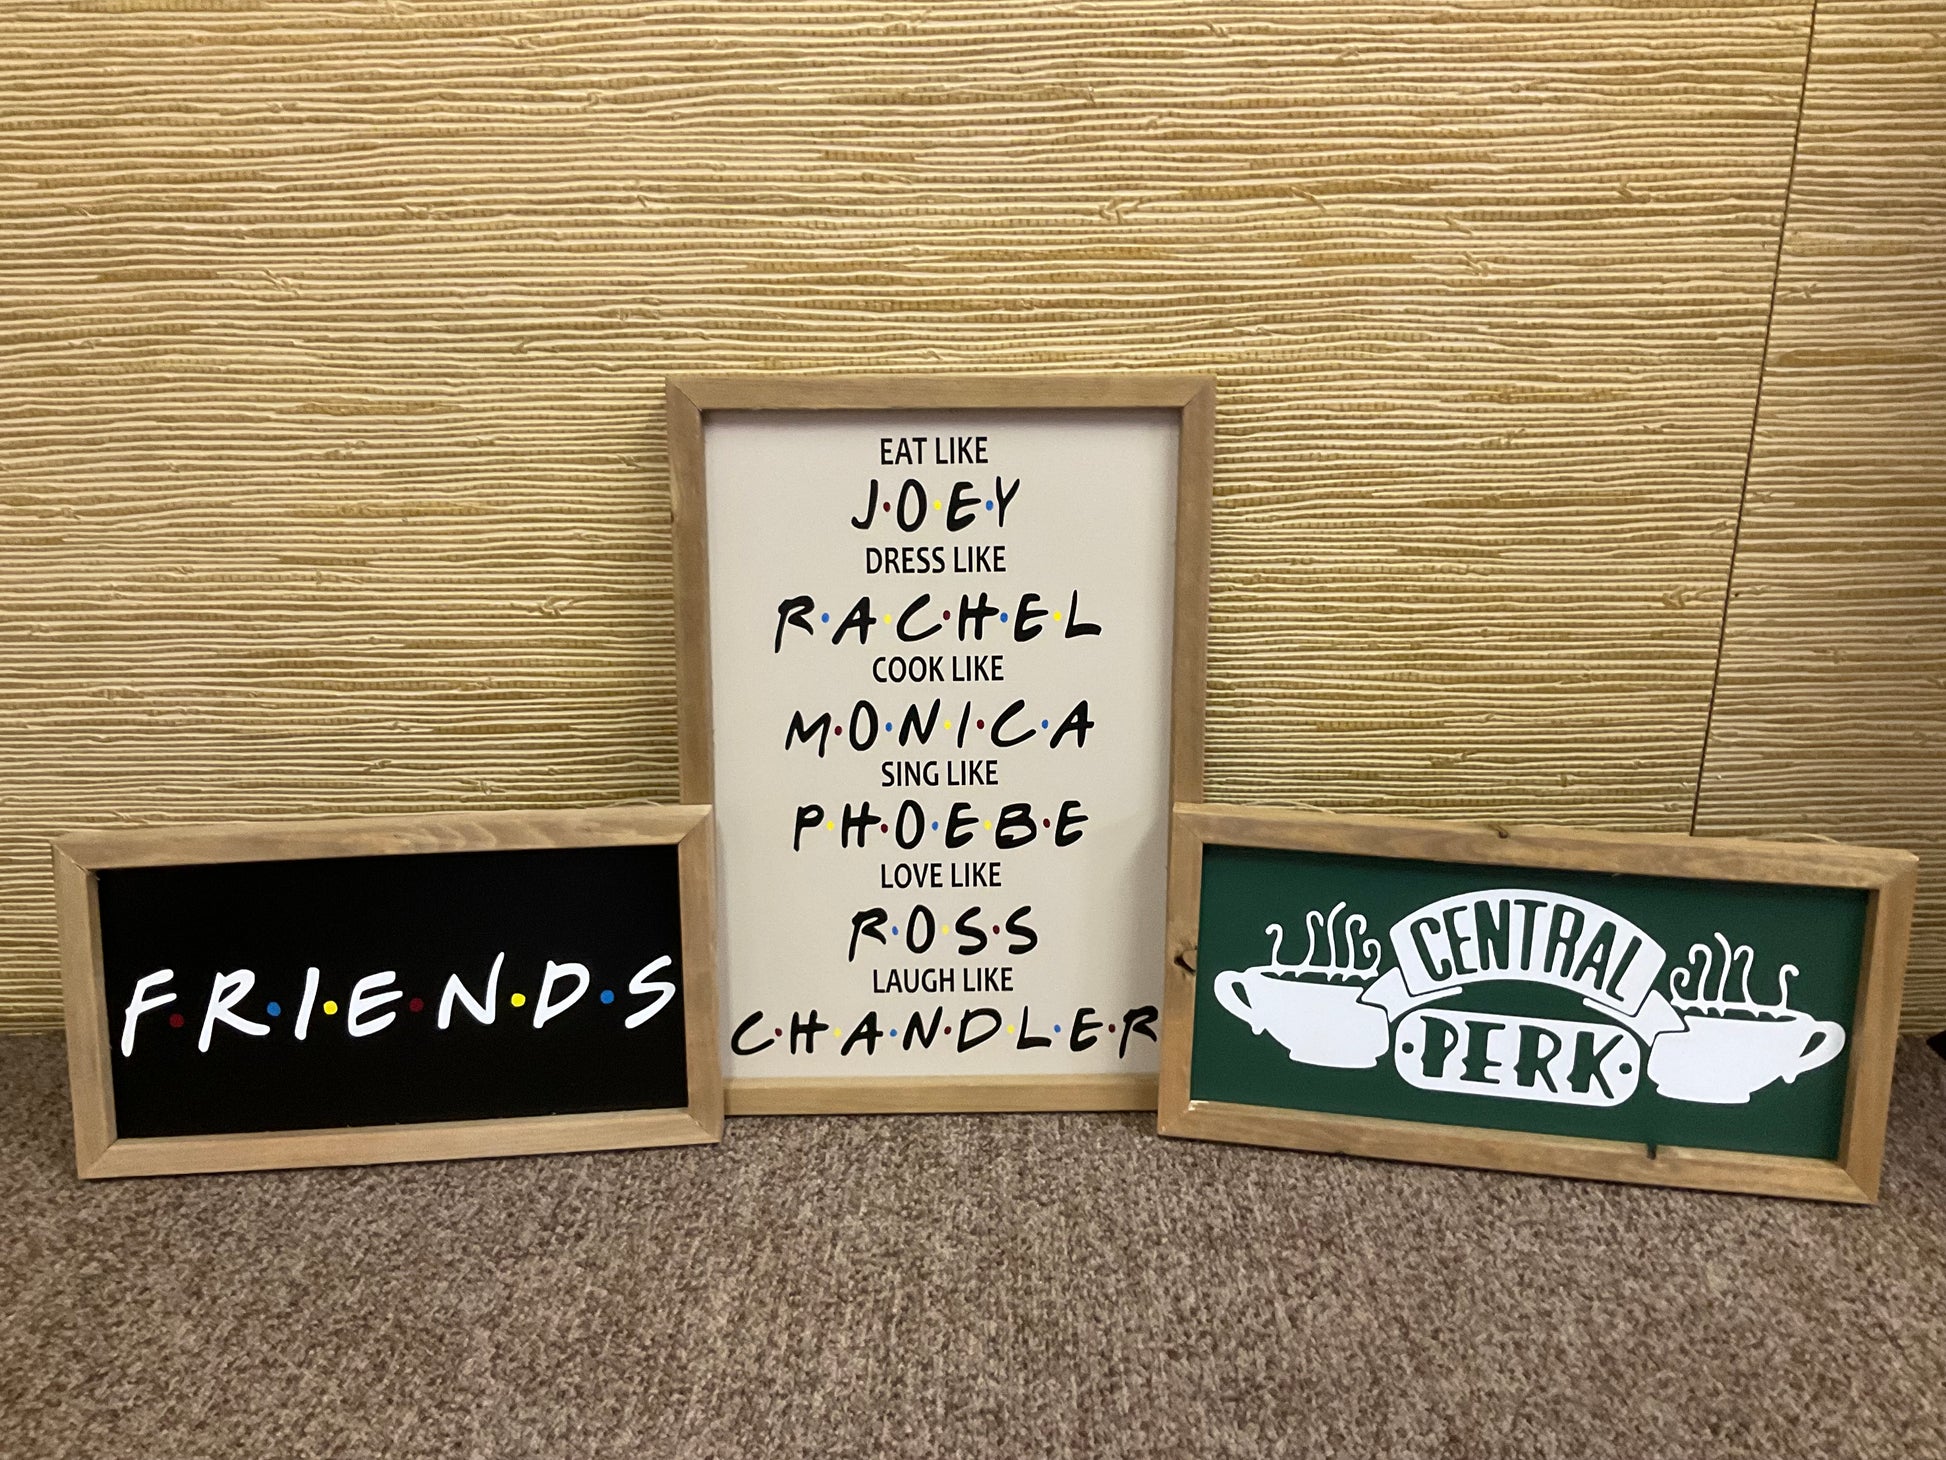 F•R•I•E•N•D•S
EAT LIKE
J•O•E•Y
DRESS LIKE
R•A•C•H•E•L
COOK LIKE
M•O•N•I•C•A
SING LIKE
P•H•O•E•B•E
LOVE LIKE
R•O•S•S
LAUGH LIKE
C•H•A•N•D•L•E•R
CENTRAL
•PERK•